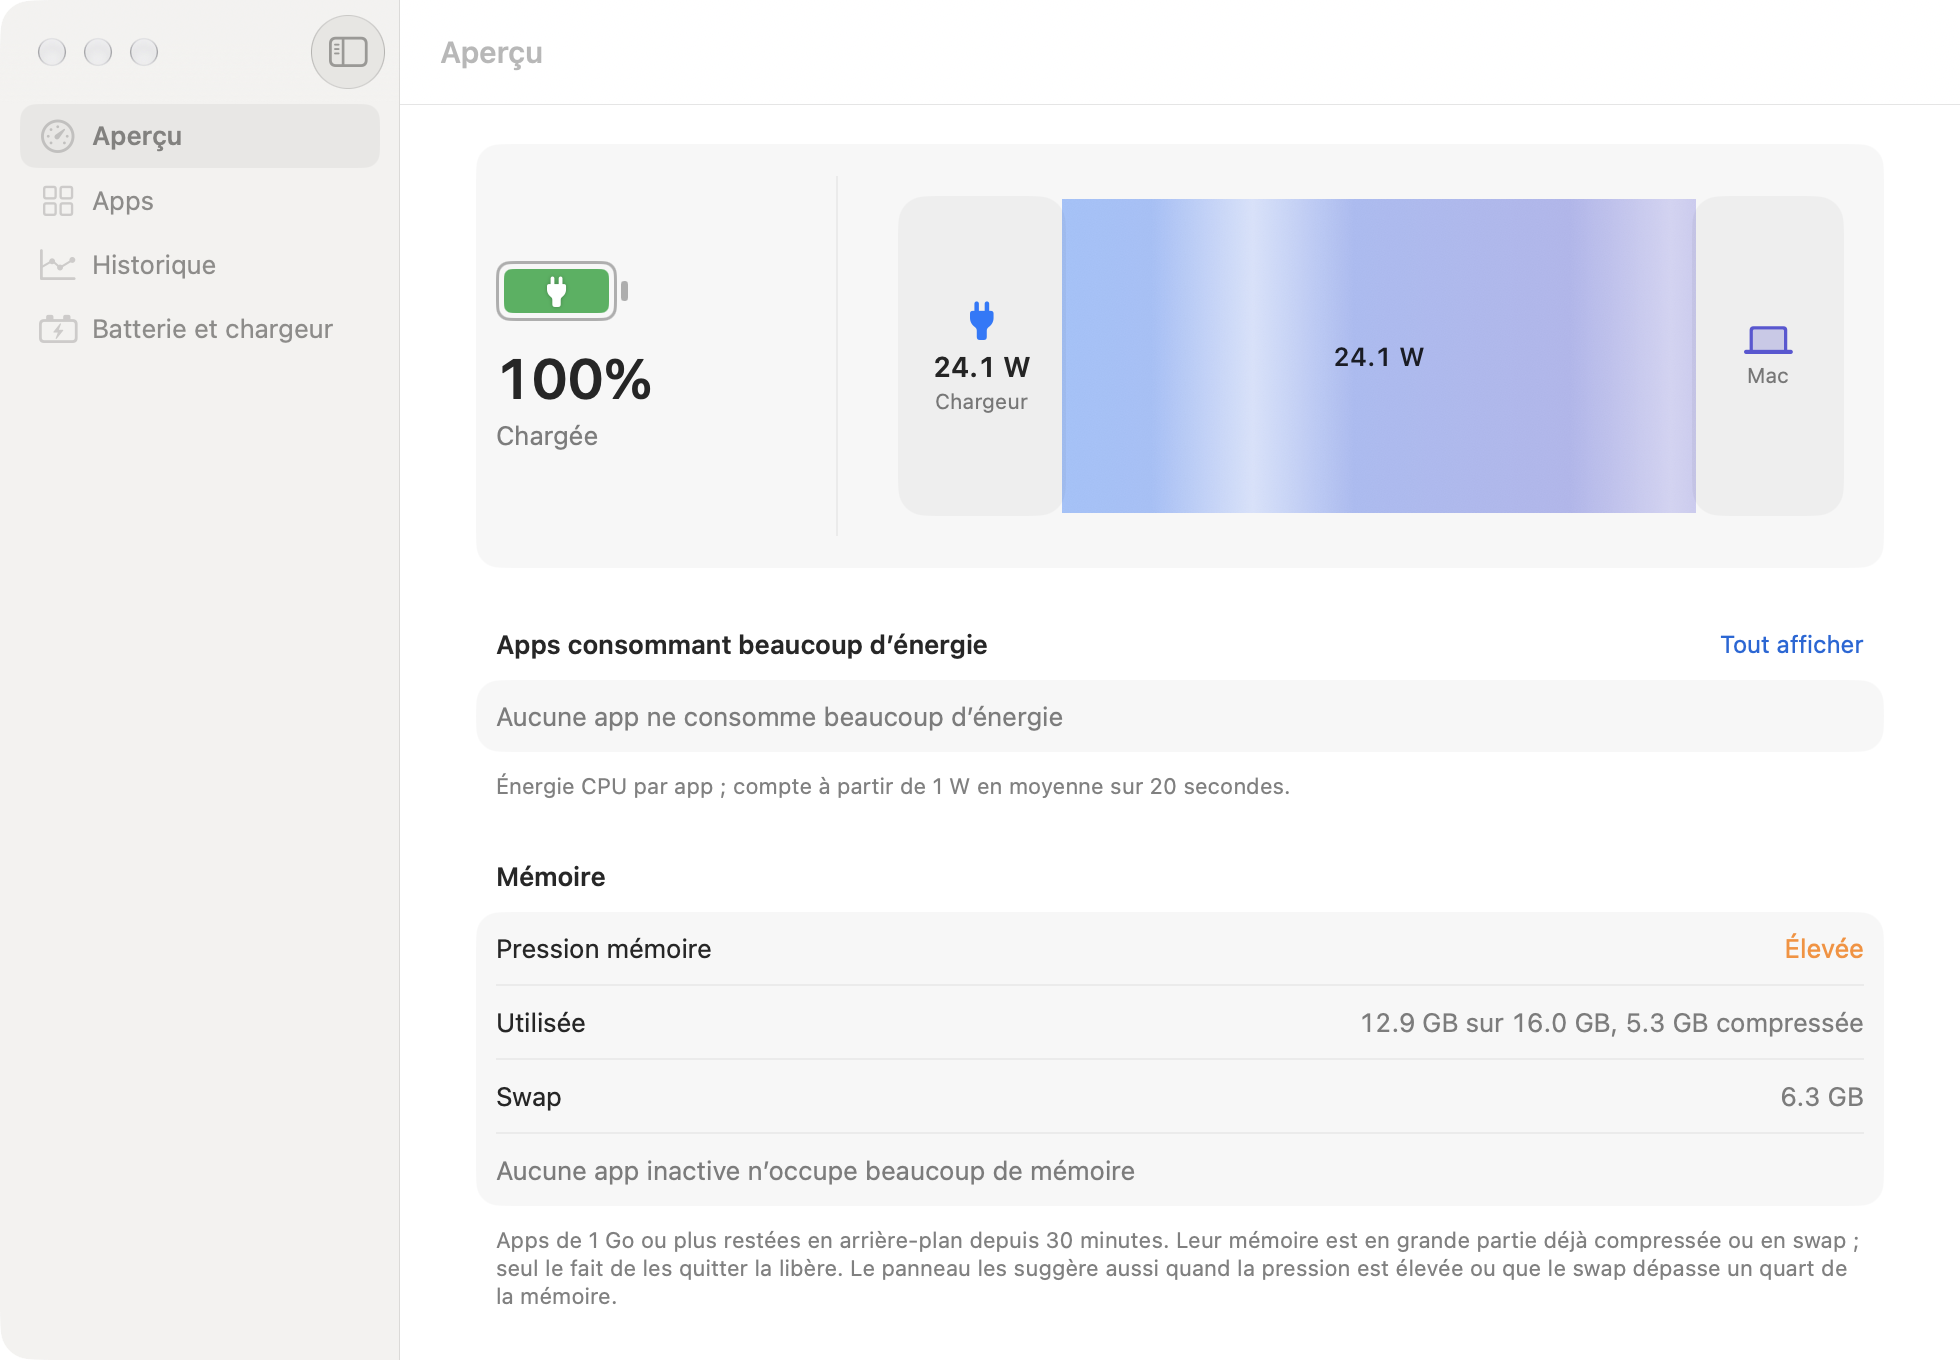 Aperçu
Aperçu
Apps
Historique
Batterie et chargeur
100%
Chargée
24.1 W
Chargeur
24.1 W
Mac
Apps consommant beaucoup d’énergie
Tout afficher
Aucune app ne consomme beaucoup d’énergie
Énergie CPU par app ; compte à partir de 1 W en moyenne sur 20 secondes.
Mémoire
Pression mémoire
Élevée
Utilisée
12.9 GB sur 16.0 GB, 5.3 GB compressée
Swap
6.3 GB
Aucune app inactive n’occupe beaucoup de mémoire
Apps de 1 Go ou plus restées en arrière-plan depuis 30 minutes. Leur mémoire est en grande partie déjà compressée ou en swap ;
seul le fait de les quitter la libère. Le panneau les suggère aussi quand la pression est élevée ou que le swap dépasse un quart de
la mémoire.